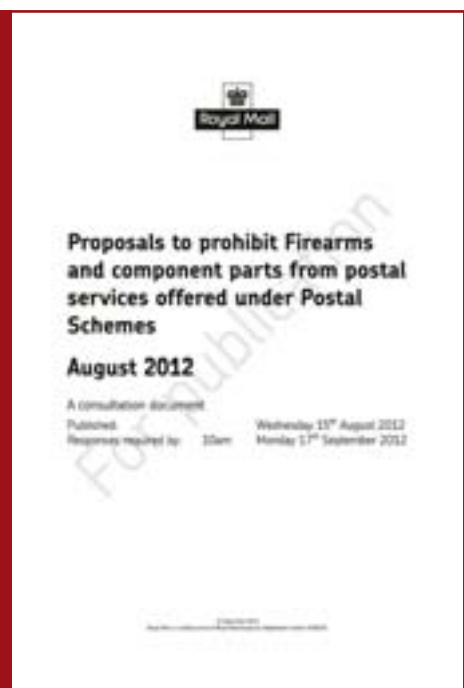 Royal Mail
Proposals to prohibit Firearms
and component parts from postal
services offered under Postal
Schemes
August 2012
A consultation document
Published: Wednesday 15th August 2012
Responses required by: 10am Monday 17th September 2012
For publication